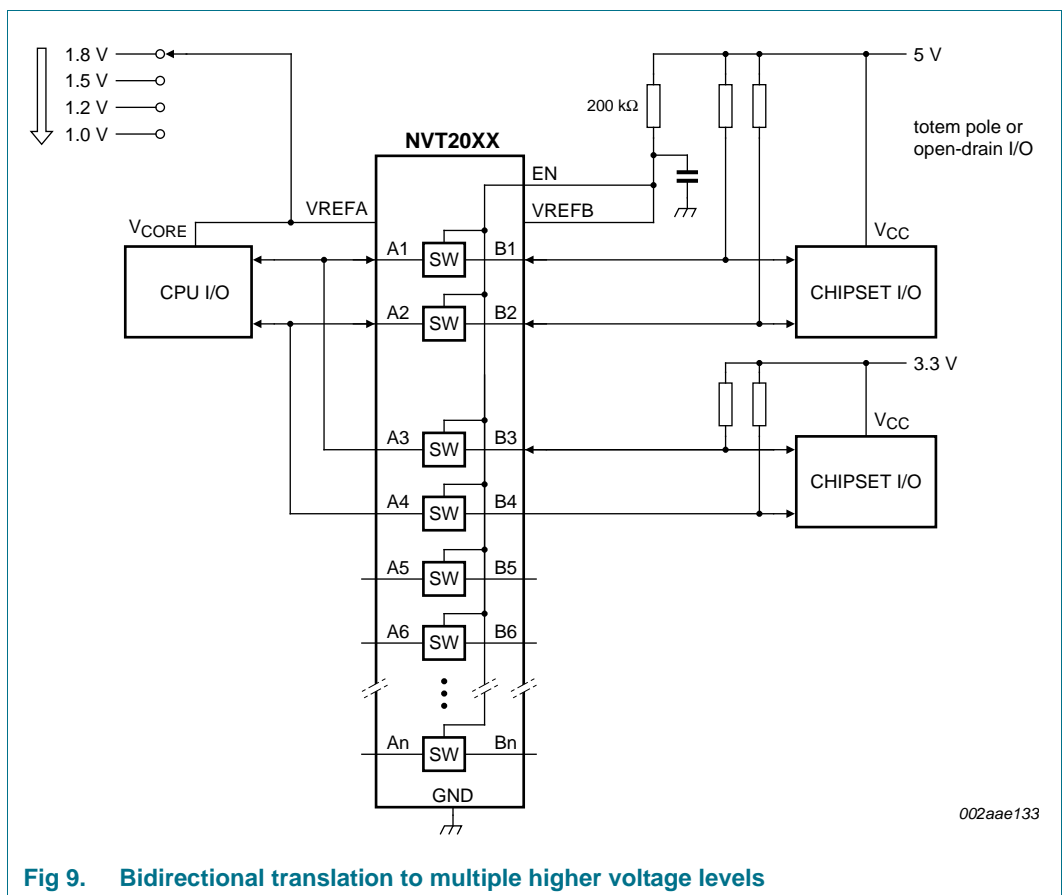 1.8 V
1.5 V
1.2 V
1.0 V
5 V
200 kΩ
totem pole or
open-drain I/O
NVT20XX
EN
VREFA
VREFB
VCORE
VCC
A1
SW
B1
CPU I/O
CHIPSET I/O
A2
SW
B2
3.3 V
VCC
A3
SW
B3
CHIPSET I/O
A4
SW
B4
A5
SW
B5
A6
SW
B6
An
SW
Bn
GND
002aae133
Fig 9. Bidirectional translation to multiple higher voltage levels